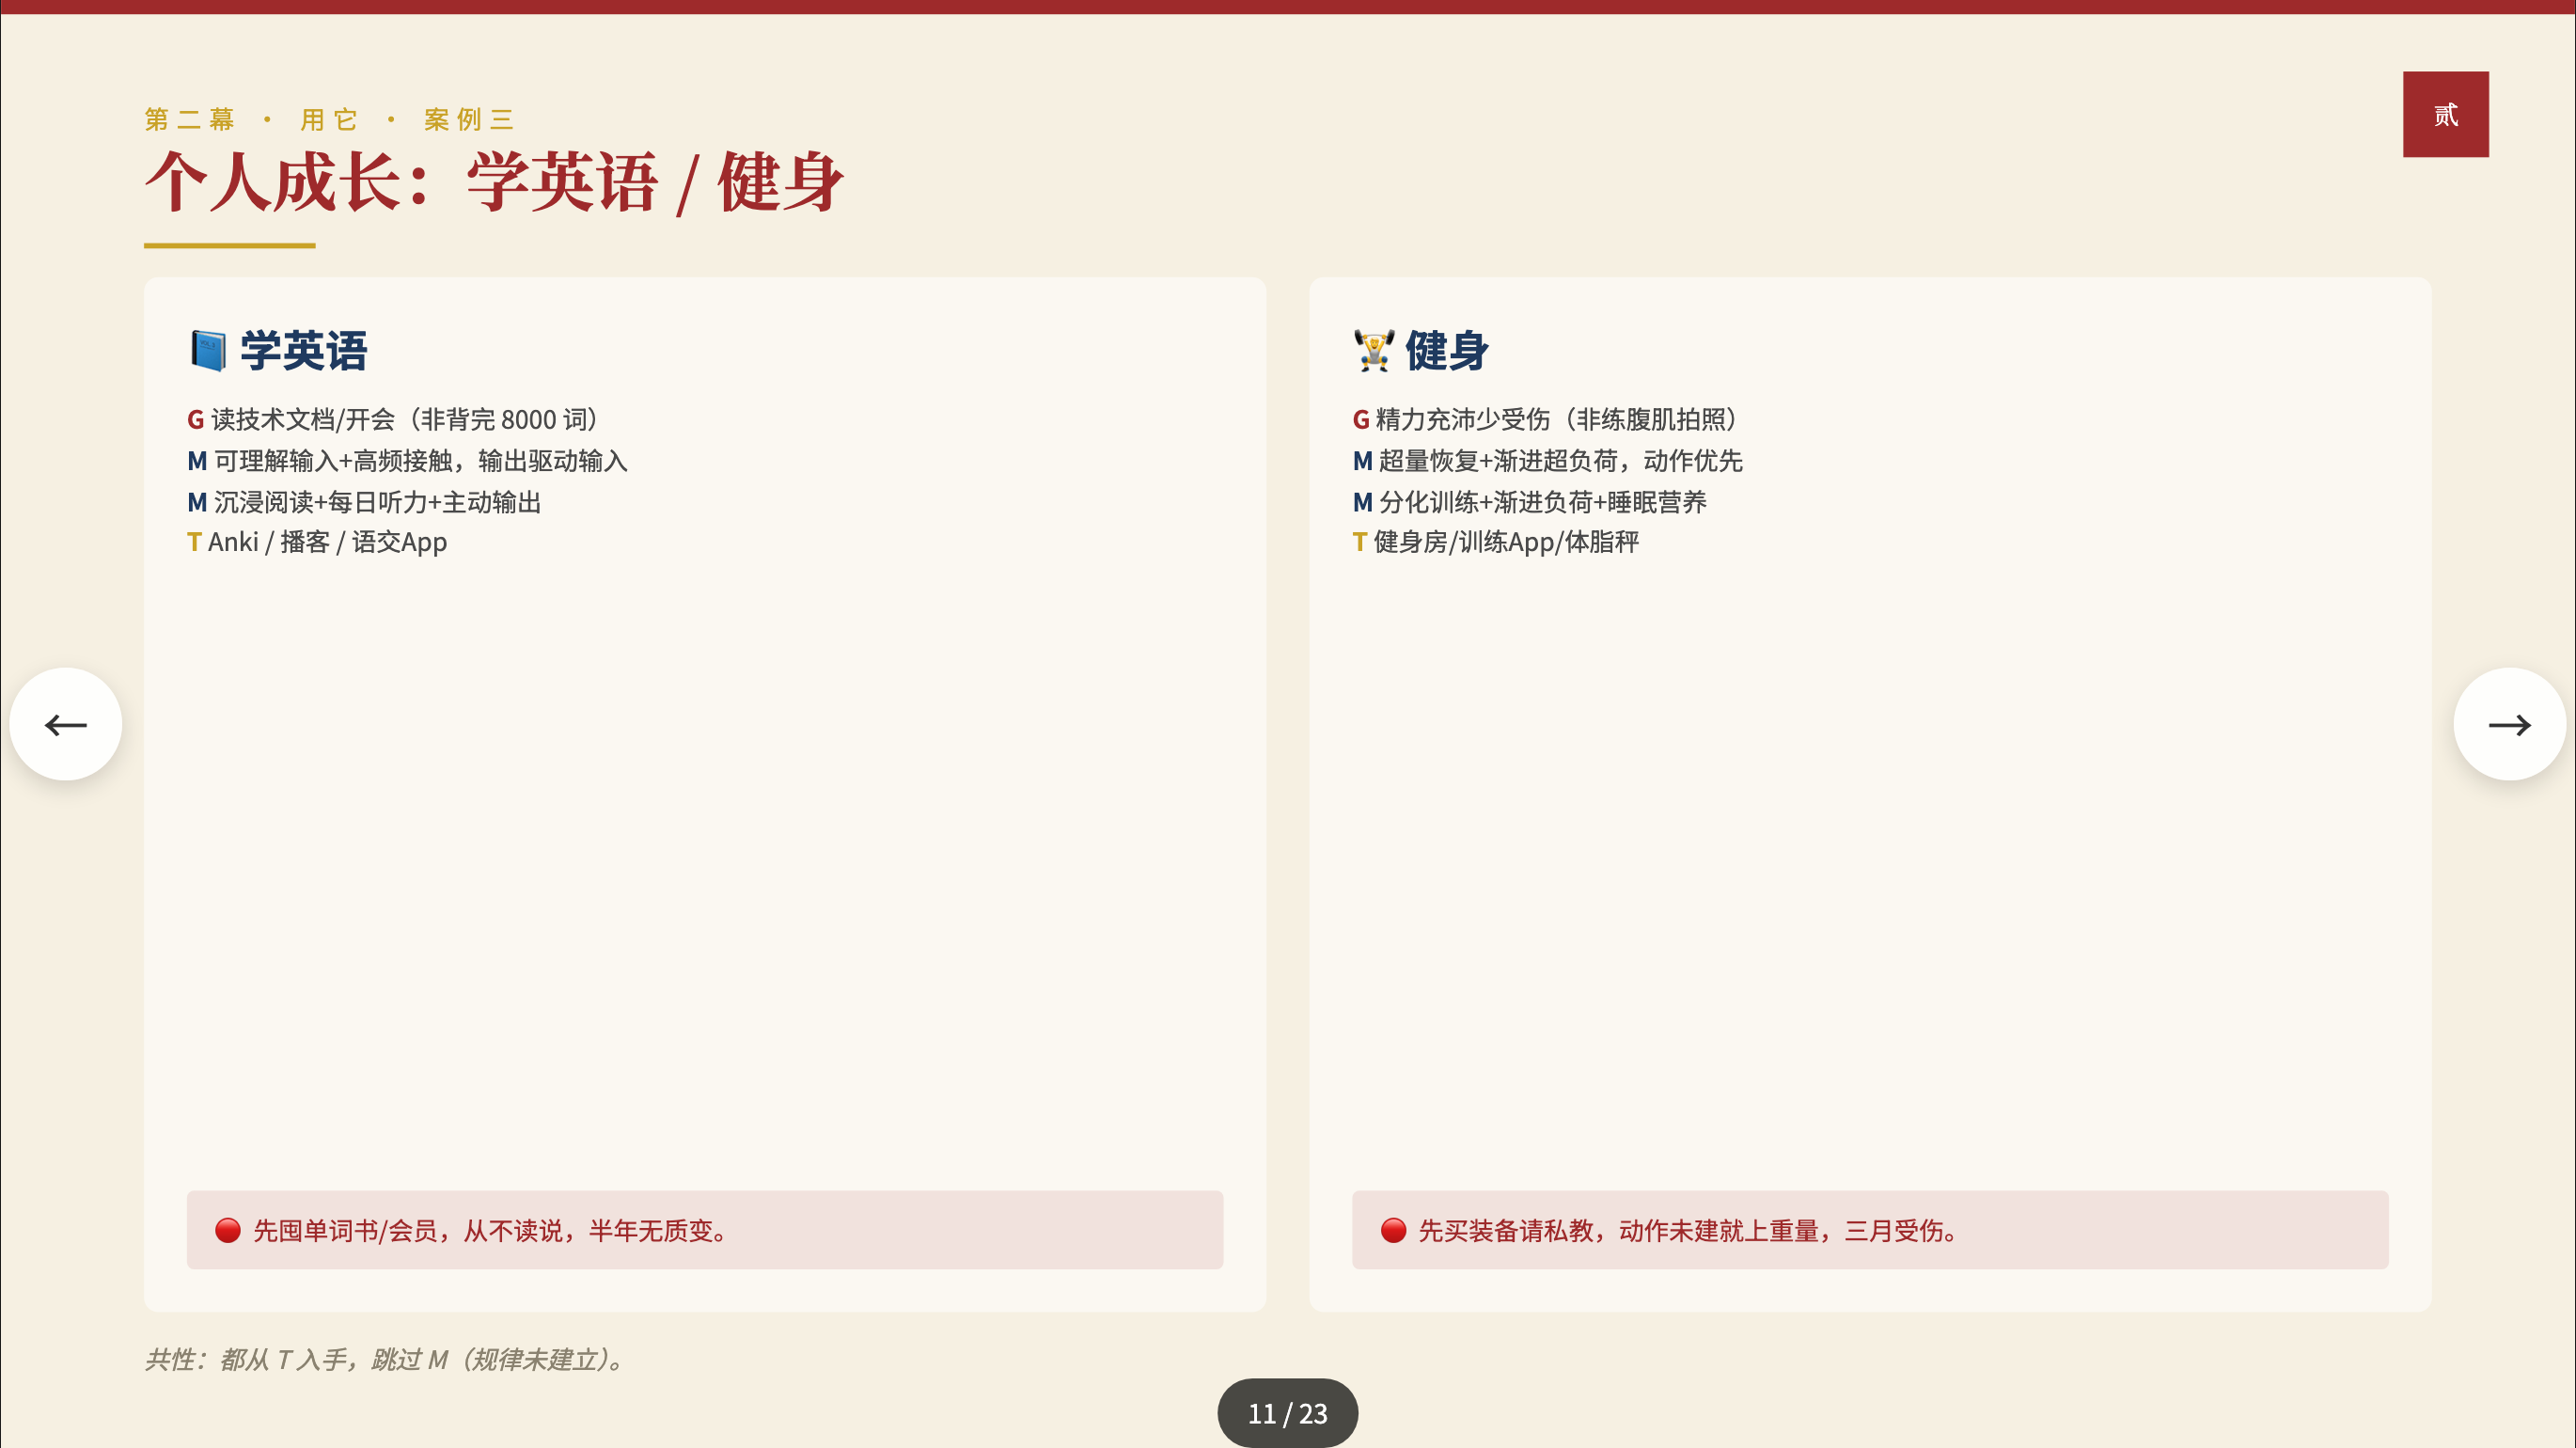 第二幕 · 用它 · 案例三
贰
个人成长：学英语 / 健身
学英语
G 读技术文档/开会（非背完 8000 词）
M 可理解输入+高频接触，输出驱动输入
M 沉浸阅读+每日听力+主动输出
T Anki / 播客 / 语交App
先囤单词书/会员，从不读说，半年无质变。
健身
G 精力充沛少受伤（非练腹肌拍照）
M 超量恢复+渐进超负荷，动作优先
M 分化训练+渐进负荷+睡眠营养
T 健身房/训练App/体脂秤
先买装备请私教，动作未建就上重量，三月受伤。
共性：都从 T 入手，跳过 M（规律未建立）。
←
→
11 / 23